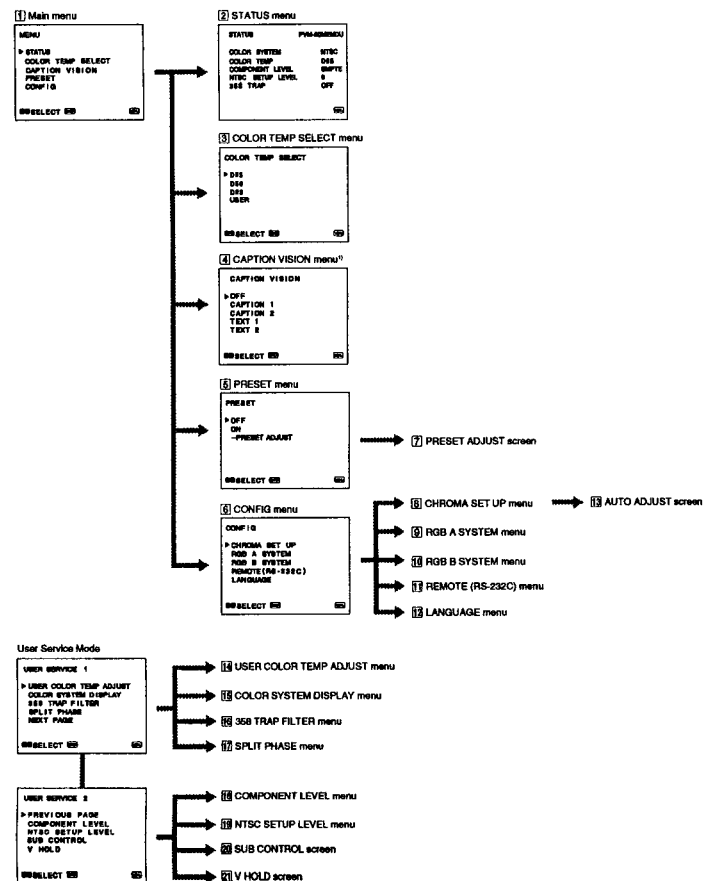 1 Main menu
MENU
▶ STATUS
COLOR TEMP SELECT
CAPTION VISION
PRESET
CONFIG
SELECT
2 STATUS menu
STATUS
COLOR SYSTEM NTSC
COLOR TEMP D65
COMPONENT LEVEL SMPTE
NTSC SETUP LEVEL
358 TRAP OFF
3 COLOR TEMP SELECT menu
COLOR TEMP SELECT
▶ D65
D56
D93
USER
SELECT
4 CAPTION VISION menu¹⁾
CAPTION VISION
▶ OFF
CAPTION 1
CAPTION 2
TEXT 1
TEXT 2
SELECT
5 PRESET menu
PRESET
▶ OFF
ON
–PRESET ADJUST
SELECT
7 PRESET ADJUST screen
6 CONFIG menu
CONFIG
▶ CHROMA SET UP
RGB A SYSTEM
RGB B SYSTEM
REMOTE(RS-232C)
LANGUAGE
SELECT
8 CHROMA SET UP menu
13 AUTO ADJUST screen
9 RGB A SYSTEM menu
10 RGB B SYSTEM menu
11 REMOTE (RS-232C) menu
12 LANGUAGE menu
User Service Mode
USER SERVICE 1
▶ USER COLOR TEMP ADJUST
COLOR SYSTEM DISPLAY
358 TRAP FILTER
SPLIT PHASE
NEXT PAGE
SELECT
14 USER COLOR TEMP ADJUST menu
15 COLOR SYSTEM DISPLAY menu
16 358 TRAP FILTER menu
17 SPLIT PHASE menu
USER SERVICE 2
▶ PREVIOUS PAGE
COMPONENT LEVEL
NTSC SETUP LEVEL
SUB CONTROL
V HOLD
SELECT
18 COMPONENT LEVEL menu
19 NTSC SETUP LEVEL menu
20 SUB CONTROL screen
21 V HOLD screen